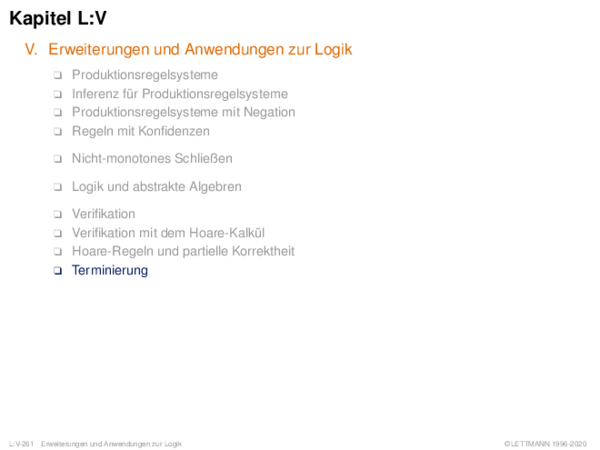 Kapitel L:V
V. Erweiterungen und Anwendungen zur Logik
❑ Produktionsregelsysteme
❑ Inferenz für Produktionsregelsysteme
❑ Produktionsregelsysteme mit Negation
❑ Regeln mit Konfidenzen
❑ Nicht-monotones Schließen
❑ Logik und abstrakte Algebren
❑ Verifikation
❑ Verifikation mit dem Hoare-Kalkül
❑ Hoare-Regeln und partielle Korrektheit
❑ Terminierung
L:V-261 Erweiterungen und Anwendungen zur Logik ©LETTMANN 1996-2020